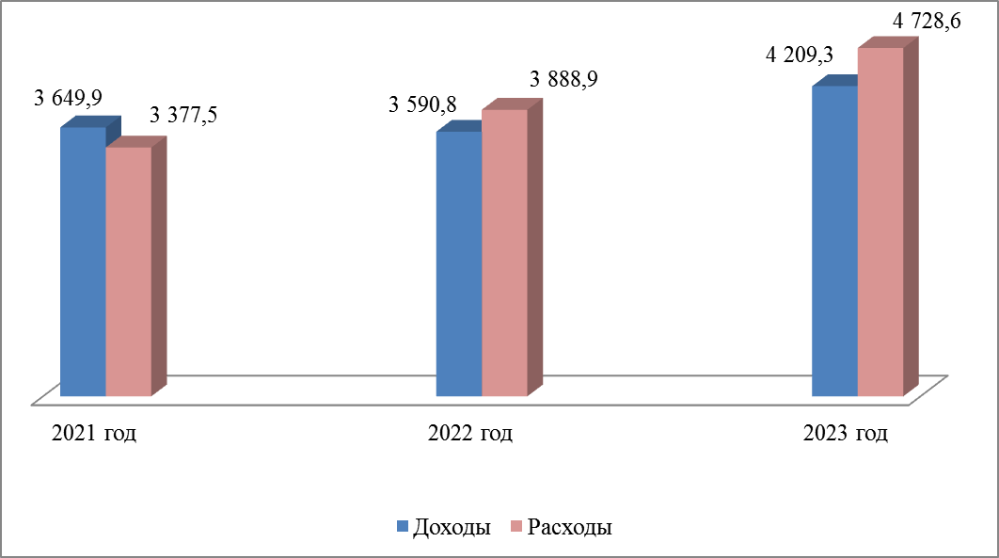 4 728,6
4 209,3
3 888,9
3 649,9
3 590,8
3 377,5
2021 год
2022 год
2023 год
Доходы
Расходы